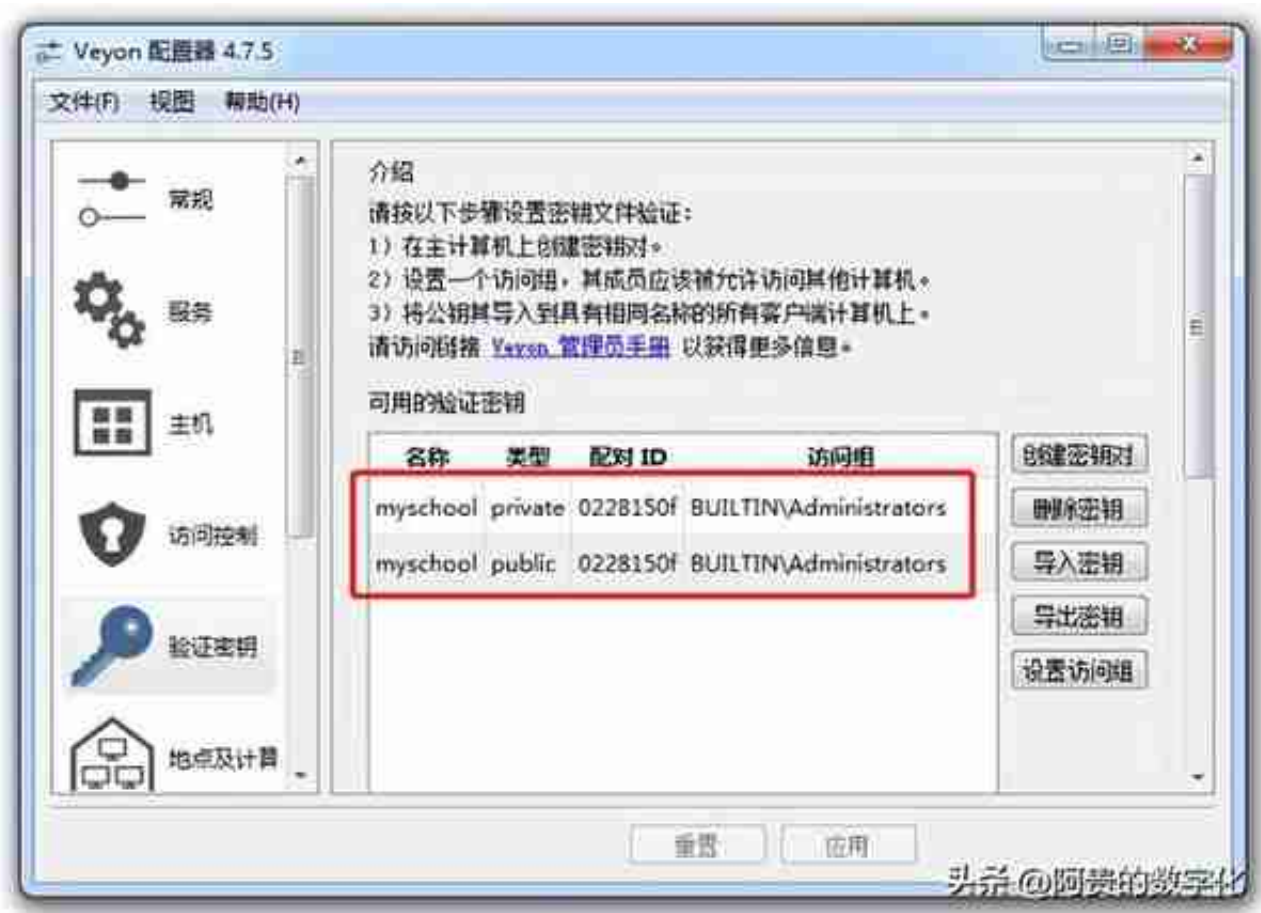 Veyon 配置器 4.7.5
文件(F) 视图 帮助(H)
常规
服务
主机
访问控制
验证密钥
地点及计算
介绍
请按以下步骤设置密钥文件验证：
1) 在主计算机上创建密钥对。
2) 设置一个访问组，其成员应该被允许访问其他计算机。
3) 将公钥其导入到具有相同名称的所有客户端计算机上。
请访问链接 Veyon 管理员手册 以获得更多信息。
可用的验证密钥
名称 类型 配对 ID 访问组
myschool private 0228150f BUILTIN\Administrators
myschool public 0228150f BUILTIN\Administrators
创建密钥对
删除密钥
导入密钥
导出密钥
设置访问组
重置 应用
头条 @阿贵的数字化